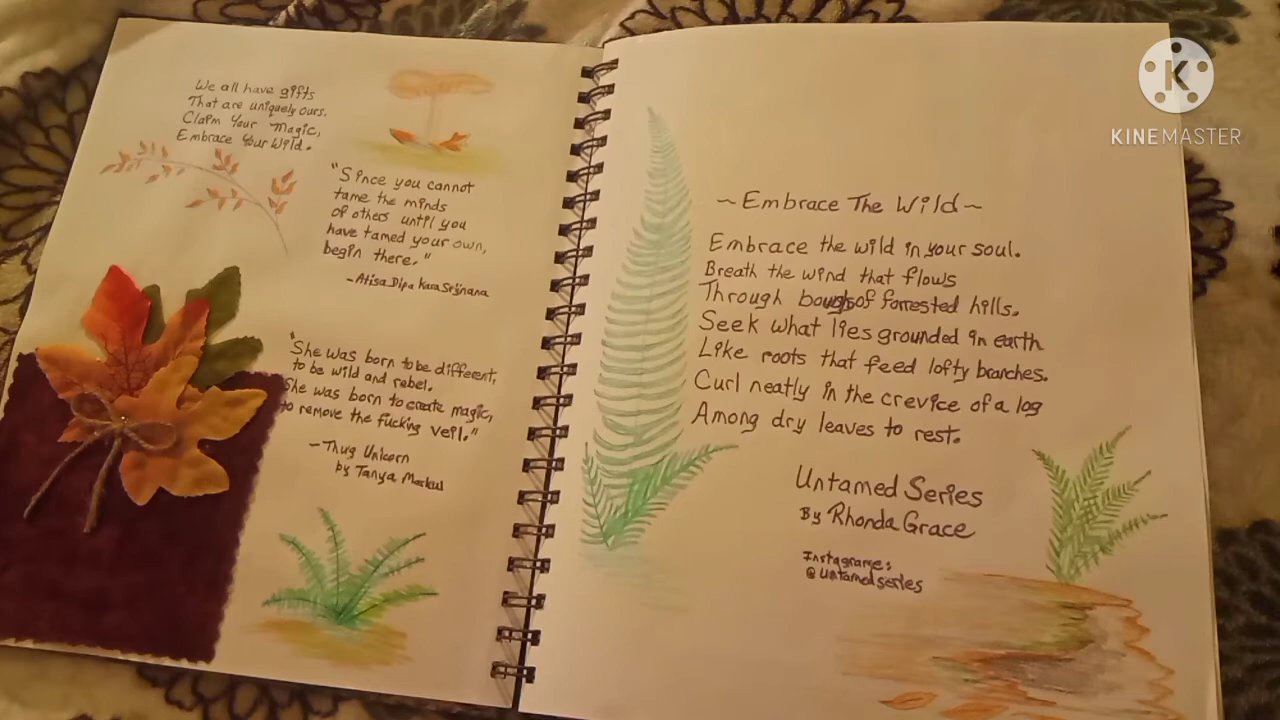 We all have gifts
That are uniquely ours.
Claim Your Magic,
Embrace Your Wild.
"Since you cannot
tame the minds
of others until you
have tamed your own,
begin there."
-Atisa Dipa Kara Srijnana
"She was born to be different,
to be wild and rebel.
She was born to create magic,
to remove the fucking veil."
-Thug Unicorn
by Tanya Markul
~Embrace The Wild~
Embrace the wild in your soul.
Breath the wind that flows
Through boughs of forrested hills.
Seek what lies grounded in earth
Like roots that feed lofty branches.
Curl neatly in the crevice of a log
Among dry leaves to rest.
Untamed Series
By Rhonda Grace
Instagrame:
@untamedseries
K
KINEMASTER